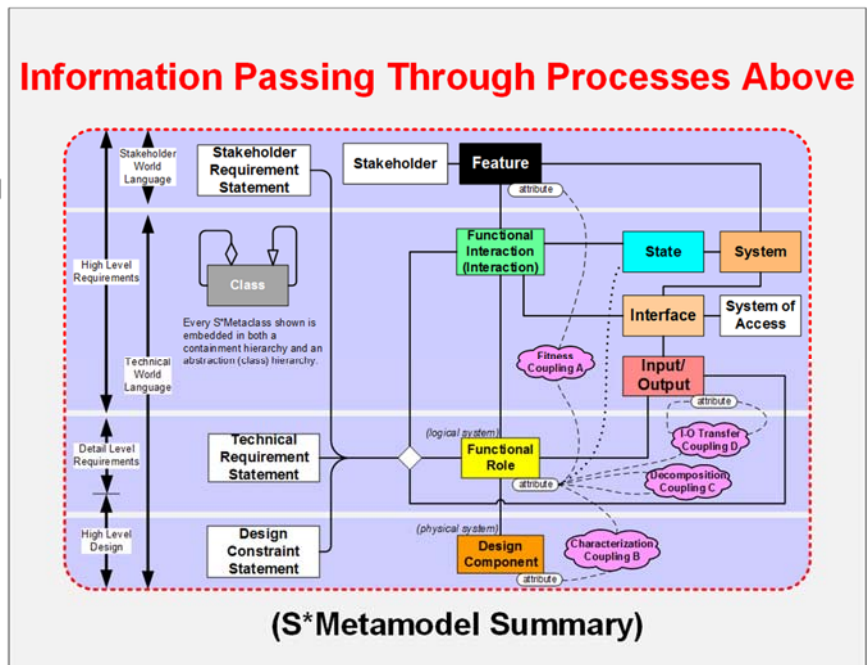 Information Passing Through Processes Above
Stakeholder
World
Language
High Level
Requirements
Technical
World
Language
Detail Level
Requirements
High Level
Design
Stakeholder
Requirement
Statement
Stakeholder
Feature
attribute
Functional
Interaction
(Interaction)
State
System
Class
Every S*Metaclass shown is
embedded in both a
containment hierarchy and an
abstraction (class) hierarchy.
Interface
System of
Access
Fitness
Coupling A
Input/
Output
attribute
(logical system)
Technical
Requirement
Statement
Functional
Role
attribute
I-O Transfer
Coupling D
Decomposition
Coupling C
(physical system)
Design
Constraint
Statement
Design
Component
attribute
Characterization
Coupling B
(S*Metamodel Summary)